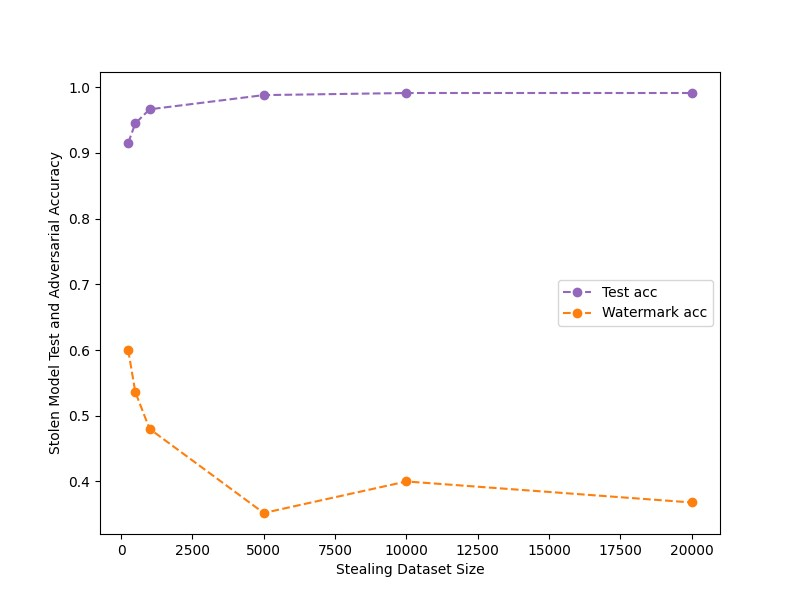 1.0
0.9
0.8
0.7
0.6
0.5
0.4
Stolen Model Test and Adversarial Accuracy
Test acc
Watermark acc
0 2500 5000 7500 10000 12500 15000 17500 20000
Stealing Dataset Size